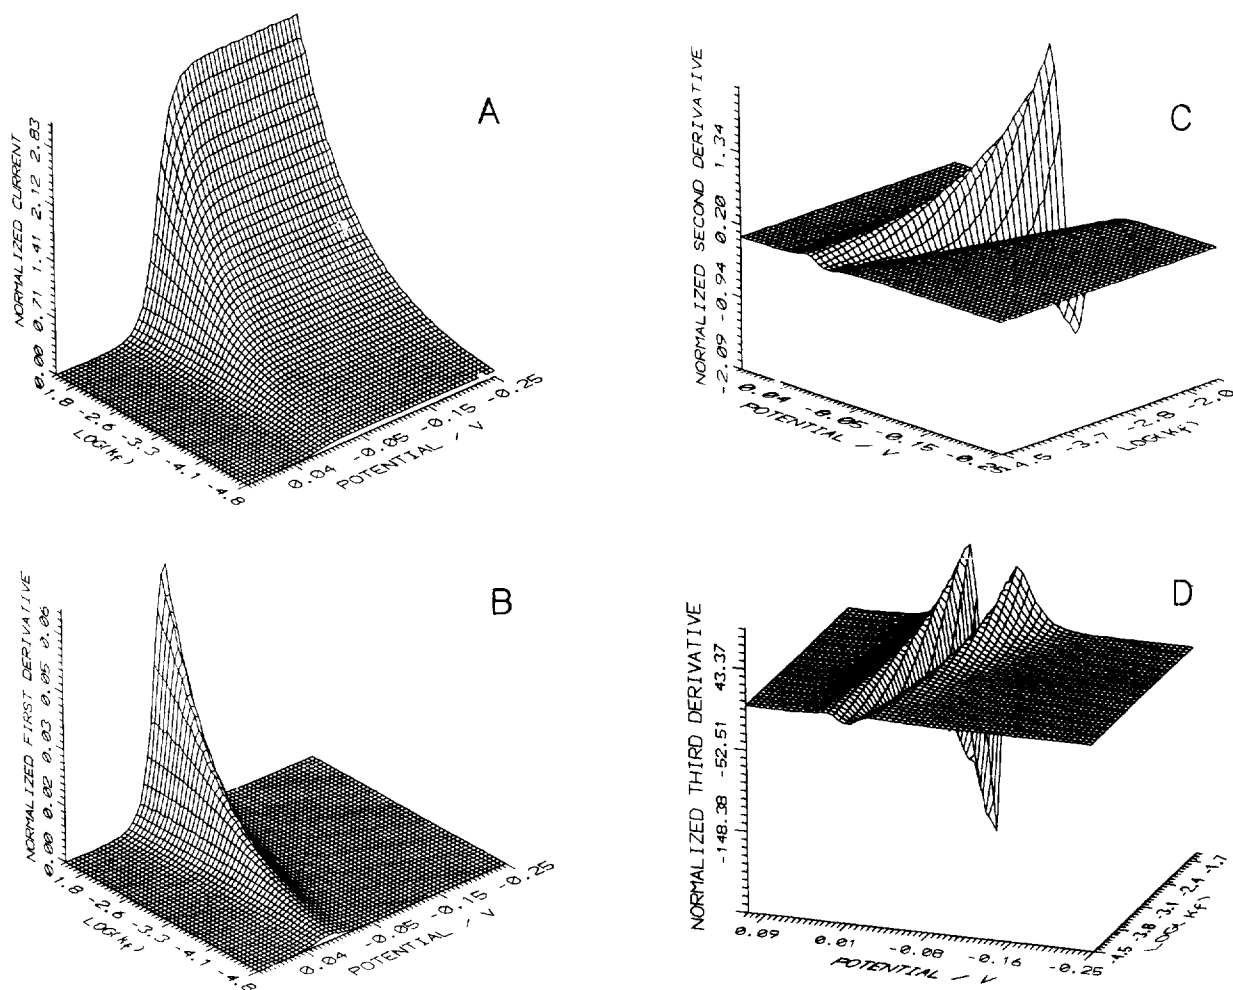 A
NORMALIZED CURRENT
0.00 0.71 1.41 2.12 2.83
-1.8 -2.6 -3.3 -4.1 -4.8
LOG(Kf)
0.04 -0.05 -0.15 -0.25
POTENTIAL / V
C
NORMALIZED SECOND DERIVATIVE
-2.09 -0.94 0.20 1.34
0.04 -0.05 -0.15 -0.25
POTENTIAL / V
-4.5 -3.7 -2.8 -2.0
LOG(Kf)
B
NORMALIZED FIRST DERIVATIVE
0.00 0.02 0.03 0.05 0.06
-1.8 -2.6 -3.3 -4.1 -4.8
LOG(Kf)
0.04 -0.05 -0.15 -0.25
POTENTIAL / V
D
NORMALIZED THIRD DERIVATIVE
-148.38 -52.51 43.37
0.09 0.01 -0.08 -0.16 -0.25
POTENTIAL / V
-4.5 -3.8 -3.1 -2.4 -1.7
LOG(Kf)